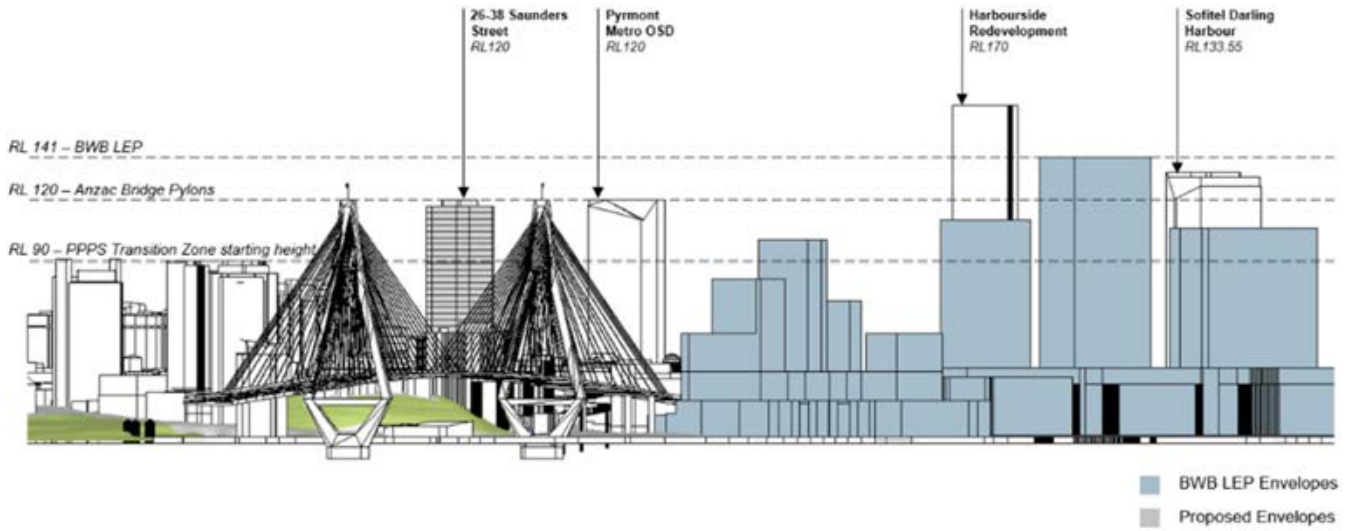 26-38 Saunders
Street
RL120
Pyrmont
Metro OSD
RL120
Harbourside
Redevelopment
RL170
Sofitel Darling
Harbour
RL133.55
RL 141 – BWB LEP
RL 120 – Anzac Bridge Pylons
RL 90 – PPPS Transition Zone starting height
BWB LEP Envelopes
Proposed Envelopes